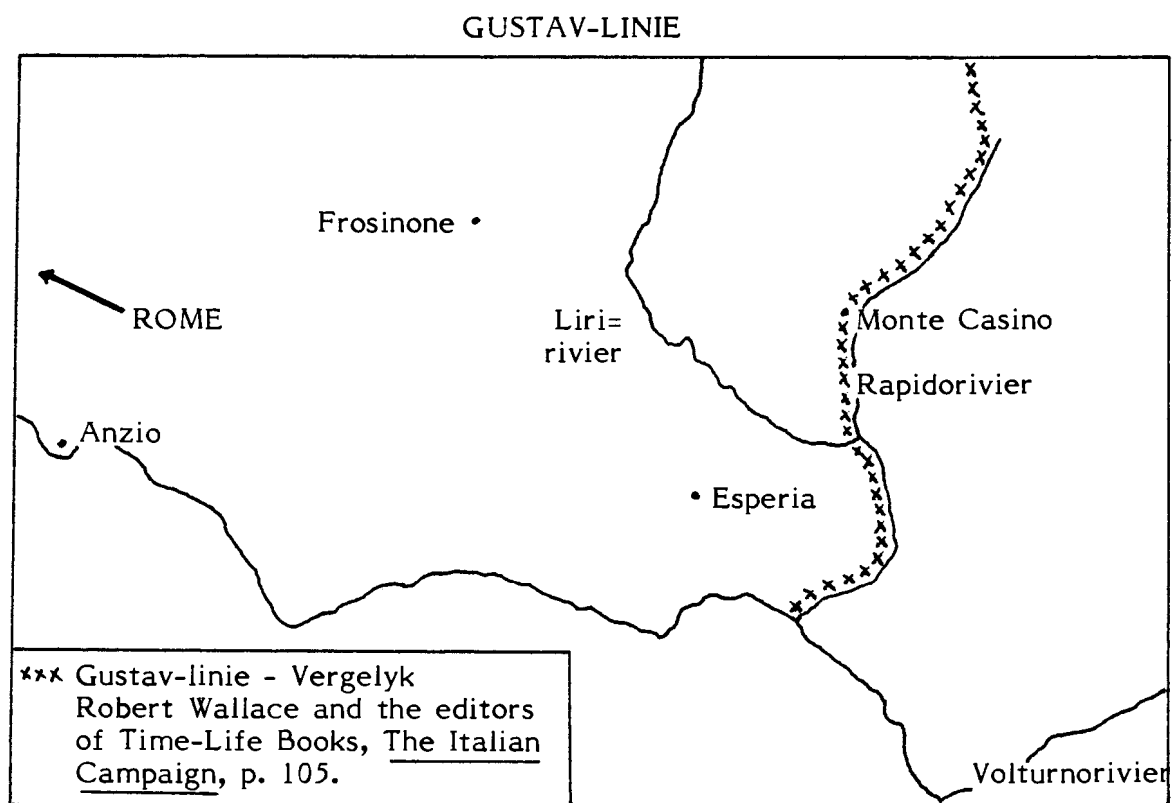 GUSTAV-LINIE
Frosinone
ROME
Liri=
rivier
Monte Casino
Rapidorivier
Anzio
Esperia
xxx Gustav-linie - Vergelyk
Robert Wallace and the editors
of Time-Life Books, The Italian
Campaign, p. 105.
Volturnorivier